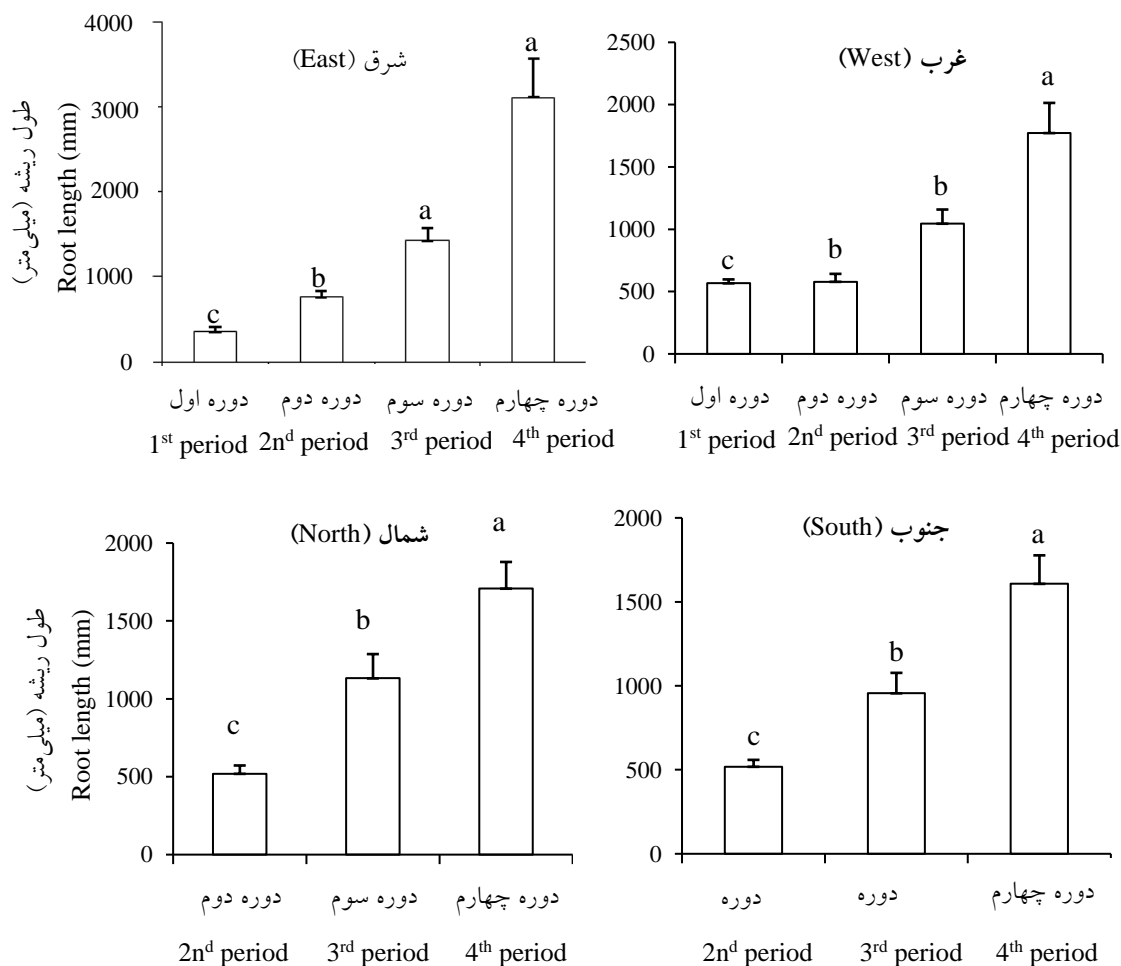 شرق (East)
طول ریشه (میلی‌متر)
Root length (mm)
4000
3000
2000
1000
0
c
b
a
a
دوره اول
دوره دوم
دوره سوم
دوره چهارم
1st period
2nd period
3rd period
4th period
غرب (West)
2500
2000
1500
1000
500
0
c
b
b
a
دوره اول
دوره دوم
دوره سوم
دوره چهارم
1st period
2nd period
3rd period
4th period
شمال (North)
طول ریشه (میلی‌متر)
Root length (mm)
2000
1500
1000
500
0
c
b
a
دوره دوم
دوره سوم
دوره چهارم
2nd period
3rd period
4th period
جنوب (South)
2000
1500
1000
500
0
c
b
a
دوره
دوره
دوره چهارم
2nd period
3rd period
4th period